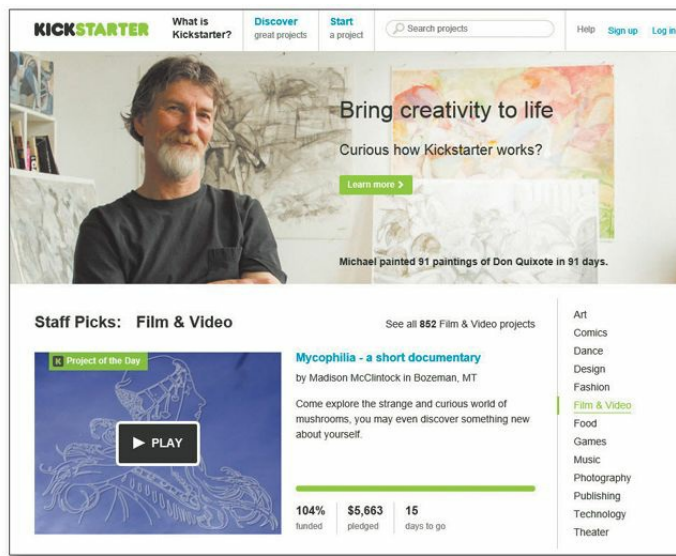 KICKSTARTER
What is
Kickstarter?
Discover
great projects
Start
a project
Search projects
Help
Sign up
Log in
Bring creativity to life
Curious how Kickstarter works?
Learn more
Michael painted 91 paintings of Don Quixote in 91 days.
Staff Picks: Film & Video
See all 852 Film & Video projects
K Project of the Day
PLAY
Mycophilia - a short documentary
by Madison McClintock in Bozeman, MT
Come explore the strange and curious world of
mushrooms, you may even discover something new
about yourself.
104%
funded
$5,663
pledged
15
days to go
Art
Comics
Dance
Design
Fashion
Film & Video
Food
Games
Music
Photography
Publishing
Technology
Theater